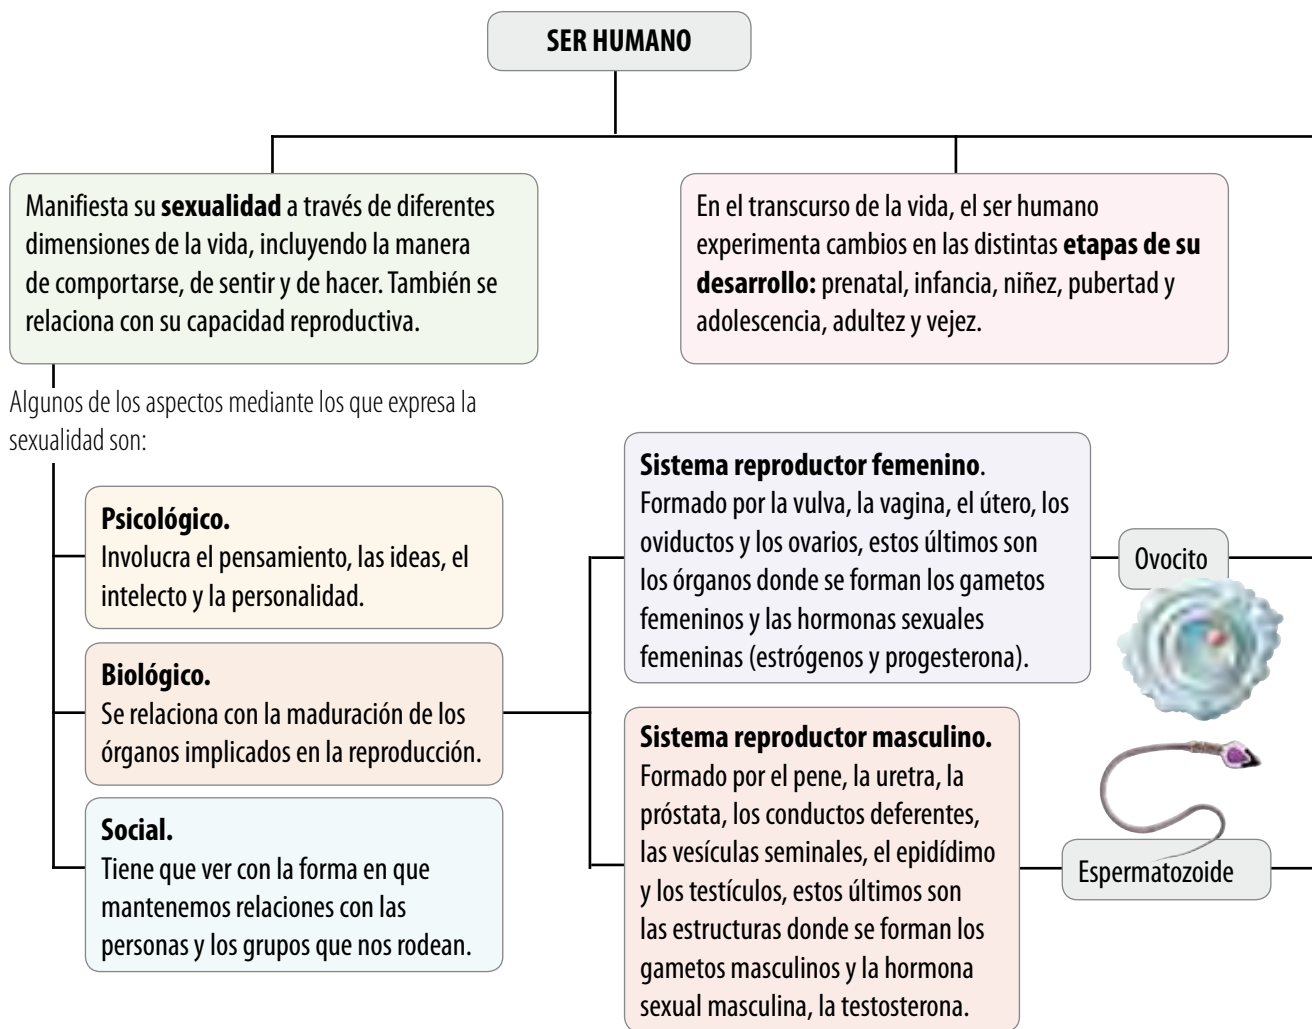 SER HUMANO
Manifiesta su sexualidad a través de diferentes
dimensiones de la vida, incluyendo la manera
de comportarse, de sentir y de hacer. También se
relaciona con su capacidad reproductiva.
En el transcurso de la vida, el ser humano
experimenta cambios en las distintas etapas de su
desarrollo: prenatal, infancia, niñez, pubertad y
adolescencia, adultez y vejez.
Algunos de los aspectos mediante los que expresa la
sexualidad son:
Psicológico.
Involucra el pensamiento, las ideas, el
intelecto y la personalidad.
Biológico.
Se relaciona con la maduración de los
órganos implicados en la reproducción.
Social.
Tiene que ver con la forma en que
mantenemos relaciones con las
personas y los grupos que nos rodean.
Sistema reproductor femenino.
Formado por la vulva, la vagina, el útero, los
oviductos y los ovarios, estos últimos son
los órganos donde se forman los gametos
femeninos y las hormonas sexuales
femeninas (estrógenos y progesterona).
Ovocito
Sistema reproductor masculino.
Formado por el pene, la uretra, la
próstata, los conductos deferentes,
las vesículas seminales, el epidídimo
y los testículos, estos últimos son
las estructuras donde se forman los
gametos masculinos y la hormona
sexual masculina, la testosterona.
Espermatozoide